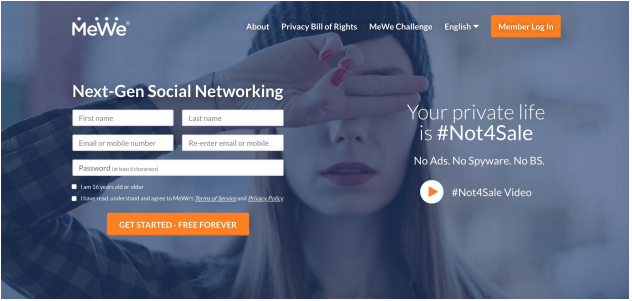 MeWe®
About
Privacy Bill of Rights
MeWe Challenge
English
Member Log In
Next-Gen Social Networking
First name
Last name
Email or mobile number
Re-enter email or mobile
Password (at least 6 characters)
I am 16 years old or older
I have read, understand and agree to MeWe's Terms of Service and Privacy Policy
GET STARTED - FREE FOREVER
Your private life
is #Not4Sale
No Ads. No Spyware. No BS.
#Not4Sale Video